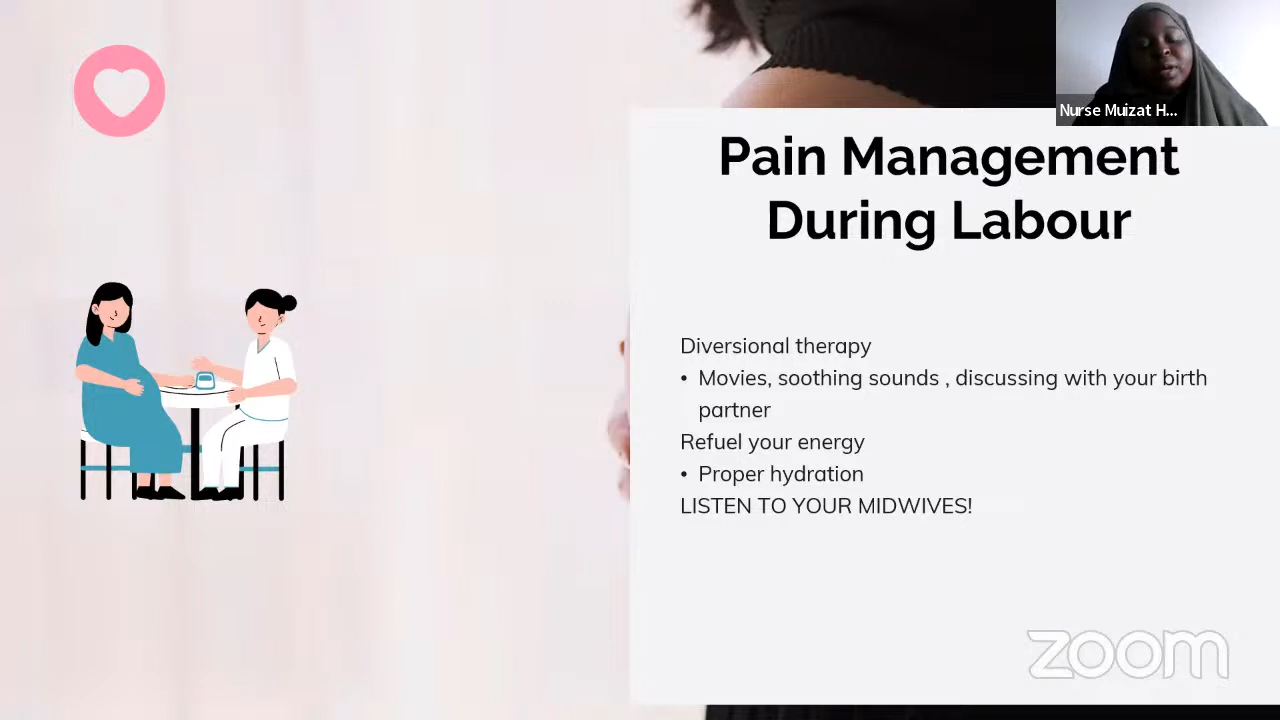 Nurse Muizat H...
Pain Management
During Labour
Diversional therapy
• Movies, soothing sounds , discussing with your birth
partner
Refuel your energy
• Proper hydration
LISTEN TO YOUR MIDWIVES!
zoom